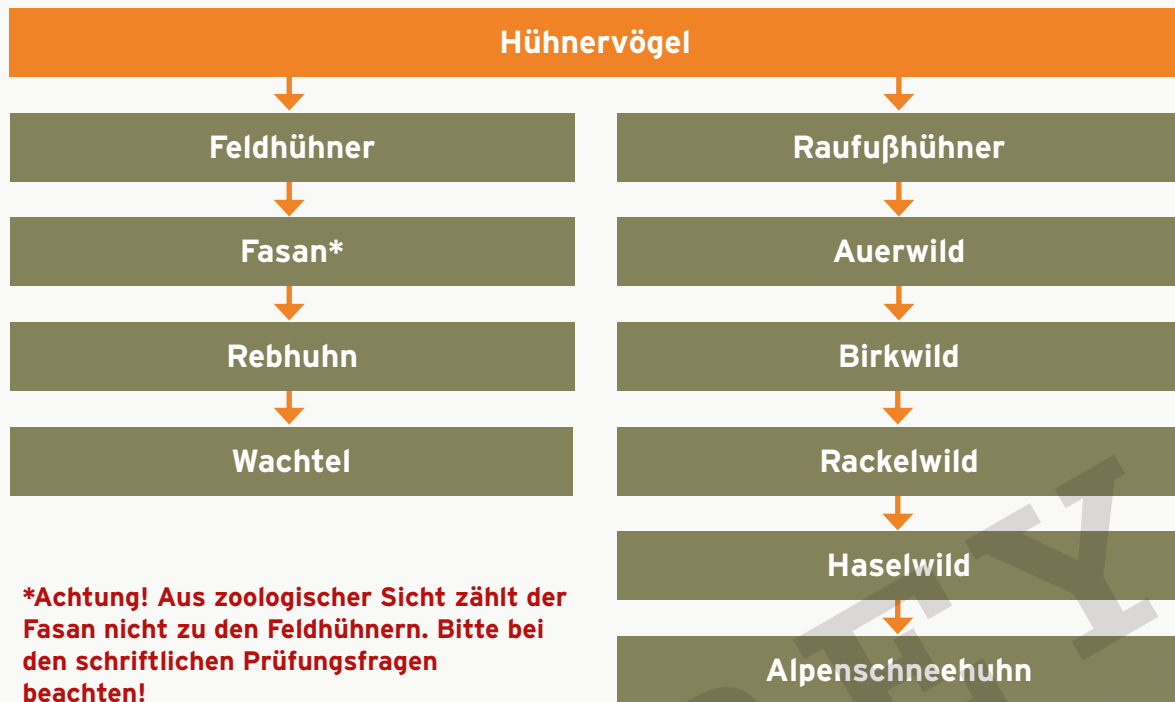 Hühnervögel
Feldhühner
Fasan*
Rebhuhn
Wachtel
*Achtung! Aus zoologischer Sicht zählt der
Fasan nicht zu den Feldhühnern. Bitte bei
den schriftlichen Prüfungsfragen
beachten!
Raufußhühner
Auerwild
Birkwild
Rackelwild
Haselwild
Alpenschneehuhn